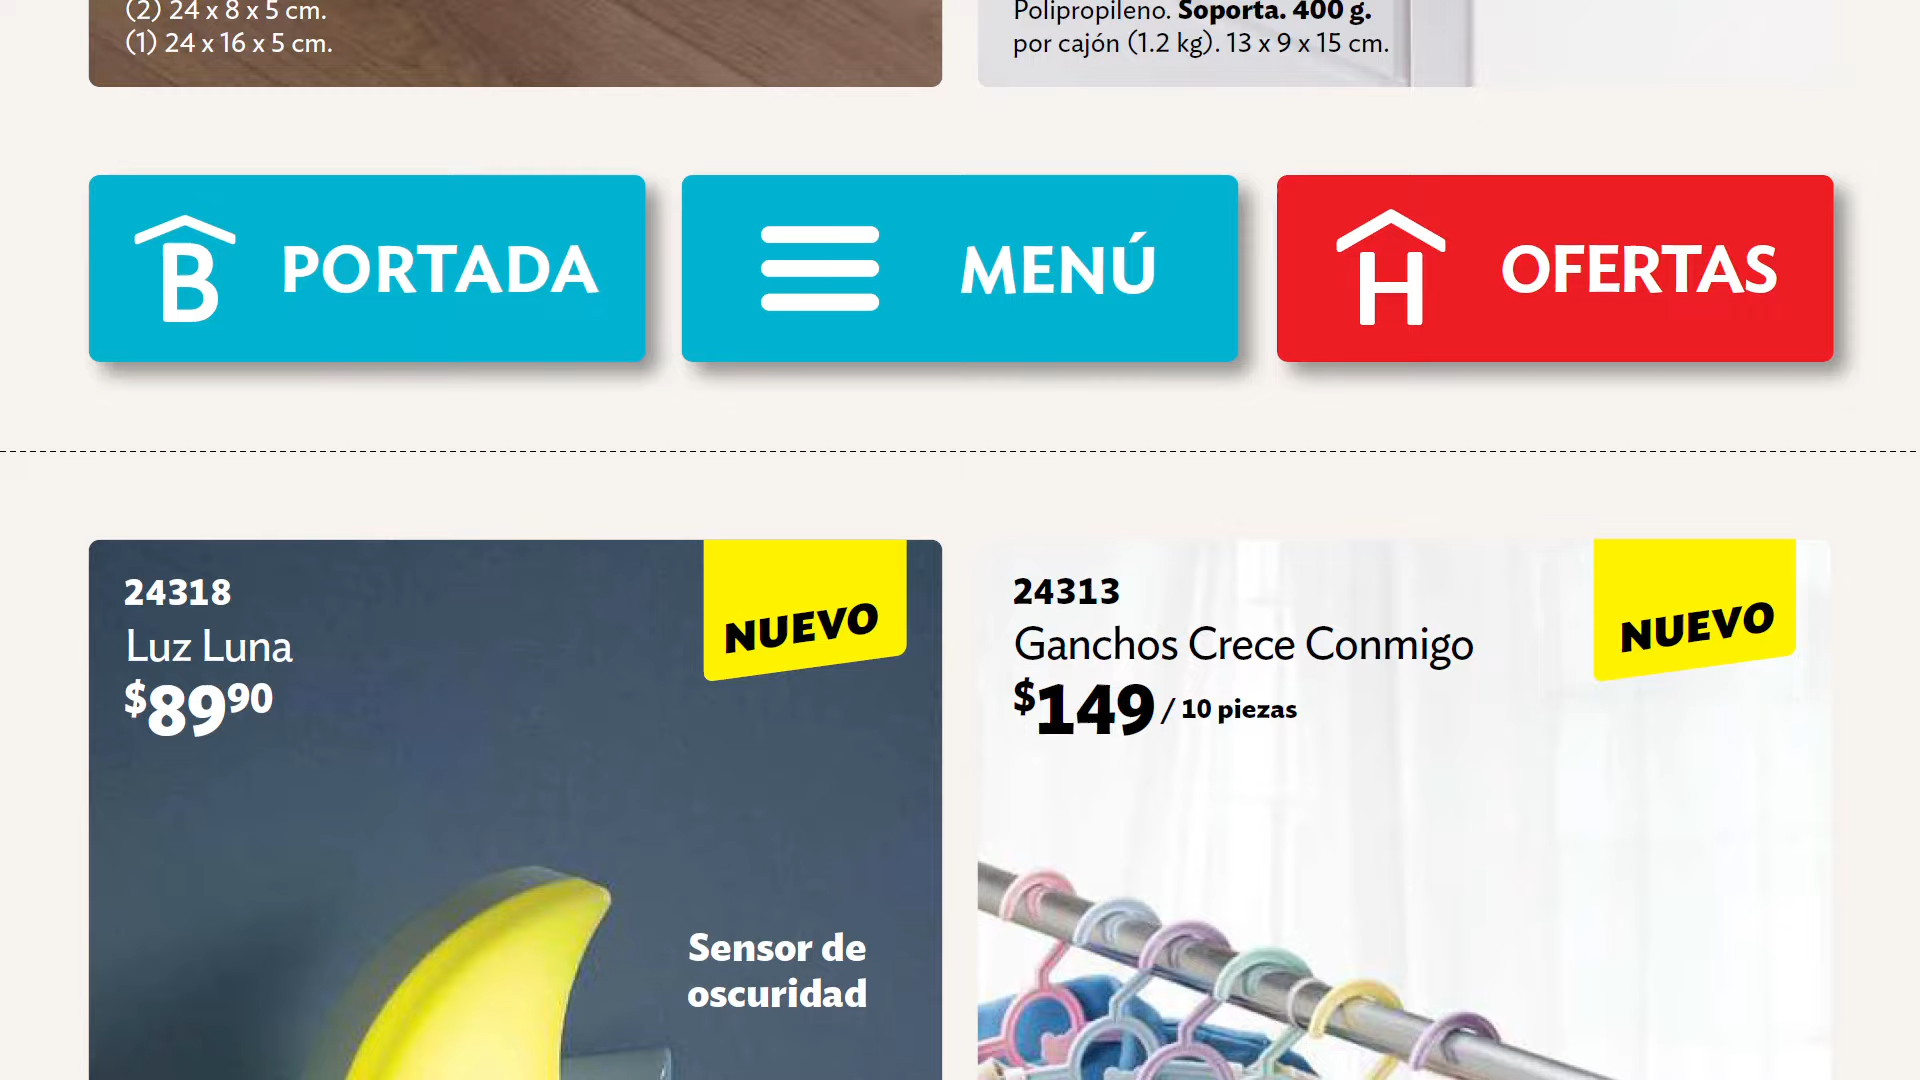 (2) 24 x 8 x 5 cm.
(1) 24 x 16 x 5 cm.
Polipropileno. Soporta. 400 g.
por cajón (1.2 kg). 13 x 9 x 15 cm.
B PORTADA
MENÚ
H OFERTAS
24318
Luz Luna
$8990
NUEVO
Sensor de
oscuridad
24313
Ganchos Crece Conmigo
$149 / 10 piezas
NUEVO